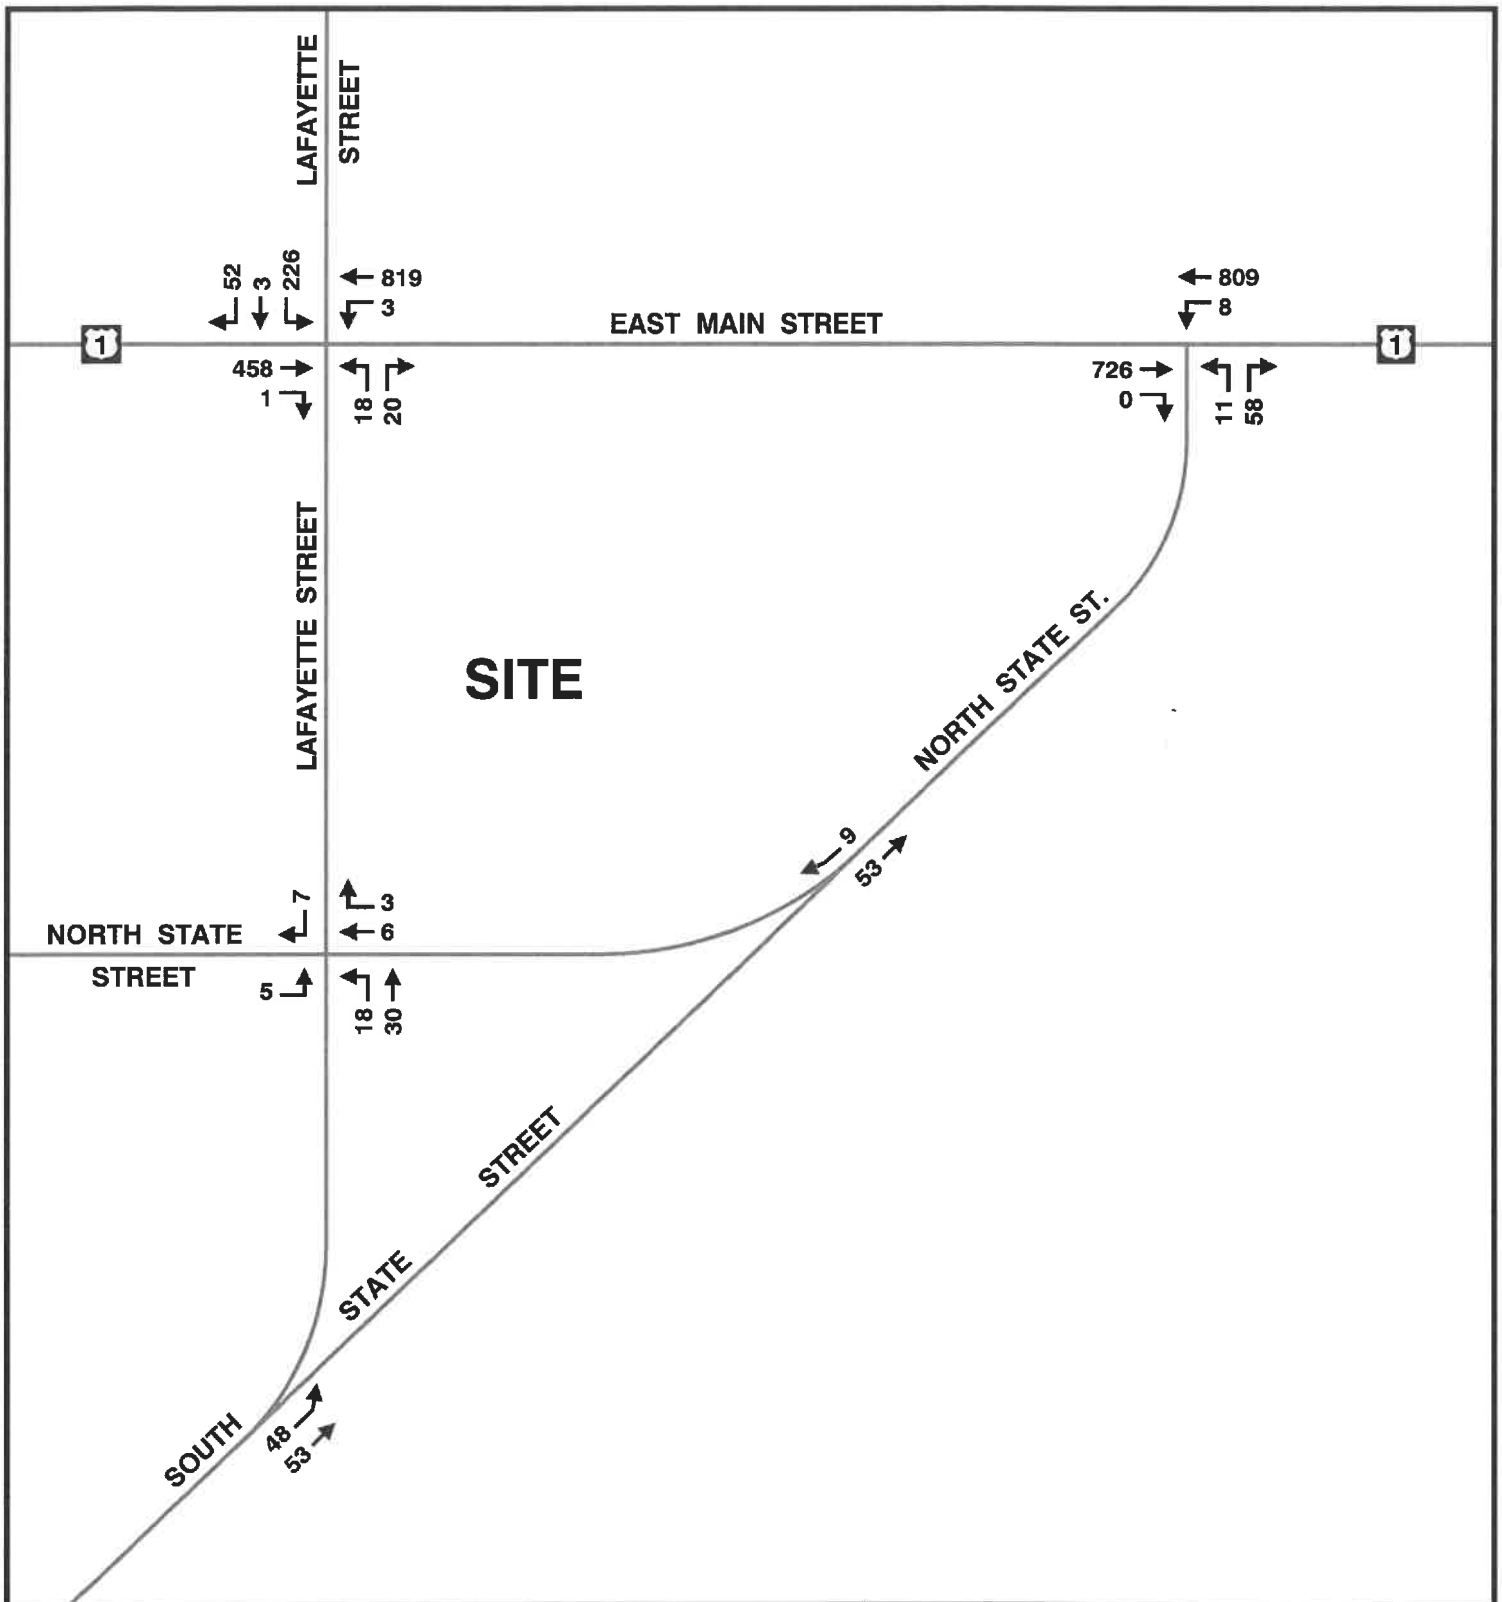 LAFAYETTE
STREET
52
3
226
819
3
809
8
EAST MAIN STREET
1
1
458
1
18
20
726
0
11
58
LAFAYETTE STREET
SITE
NORTH STATE ST.
9
53
7
3
6
NORTH STATE
STREET
5
18
30
STREET
STATE
SOUTH
48
53